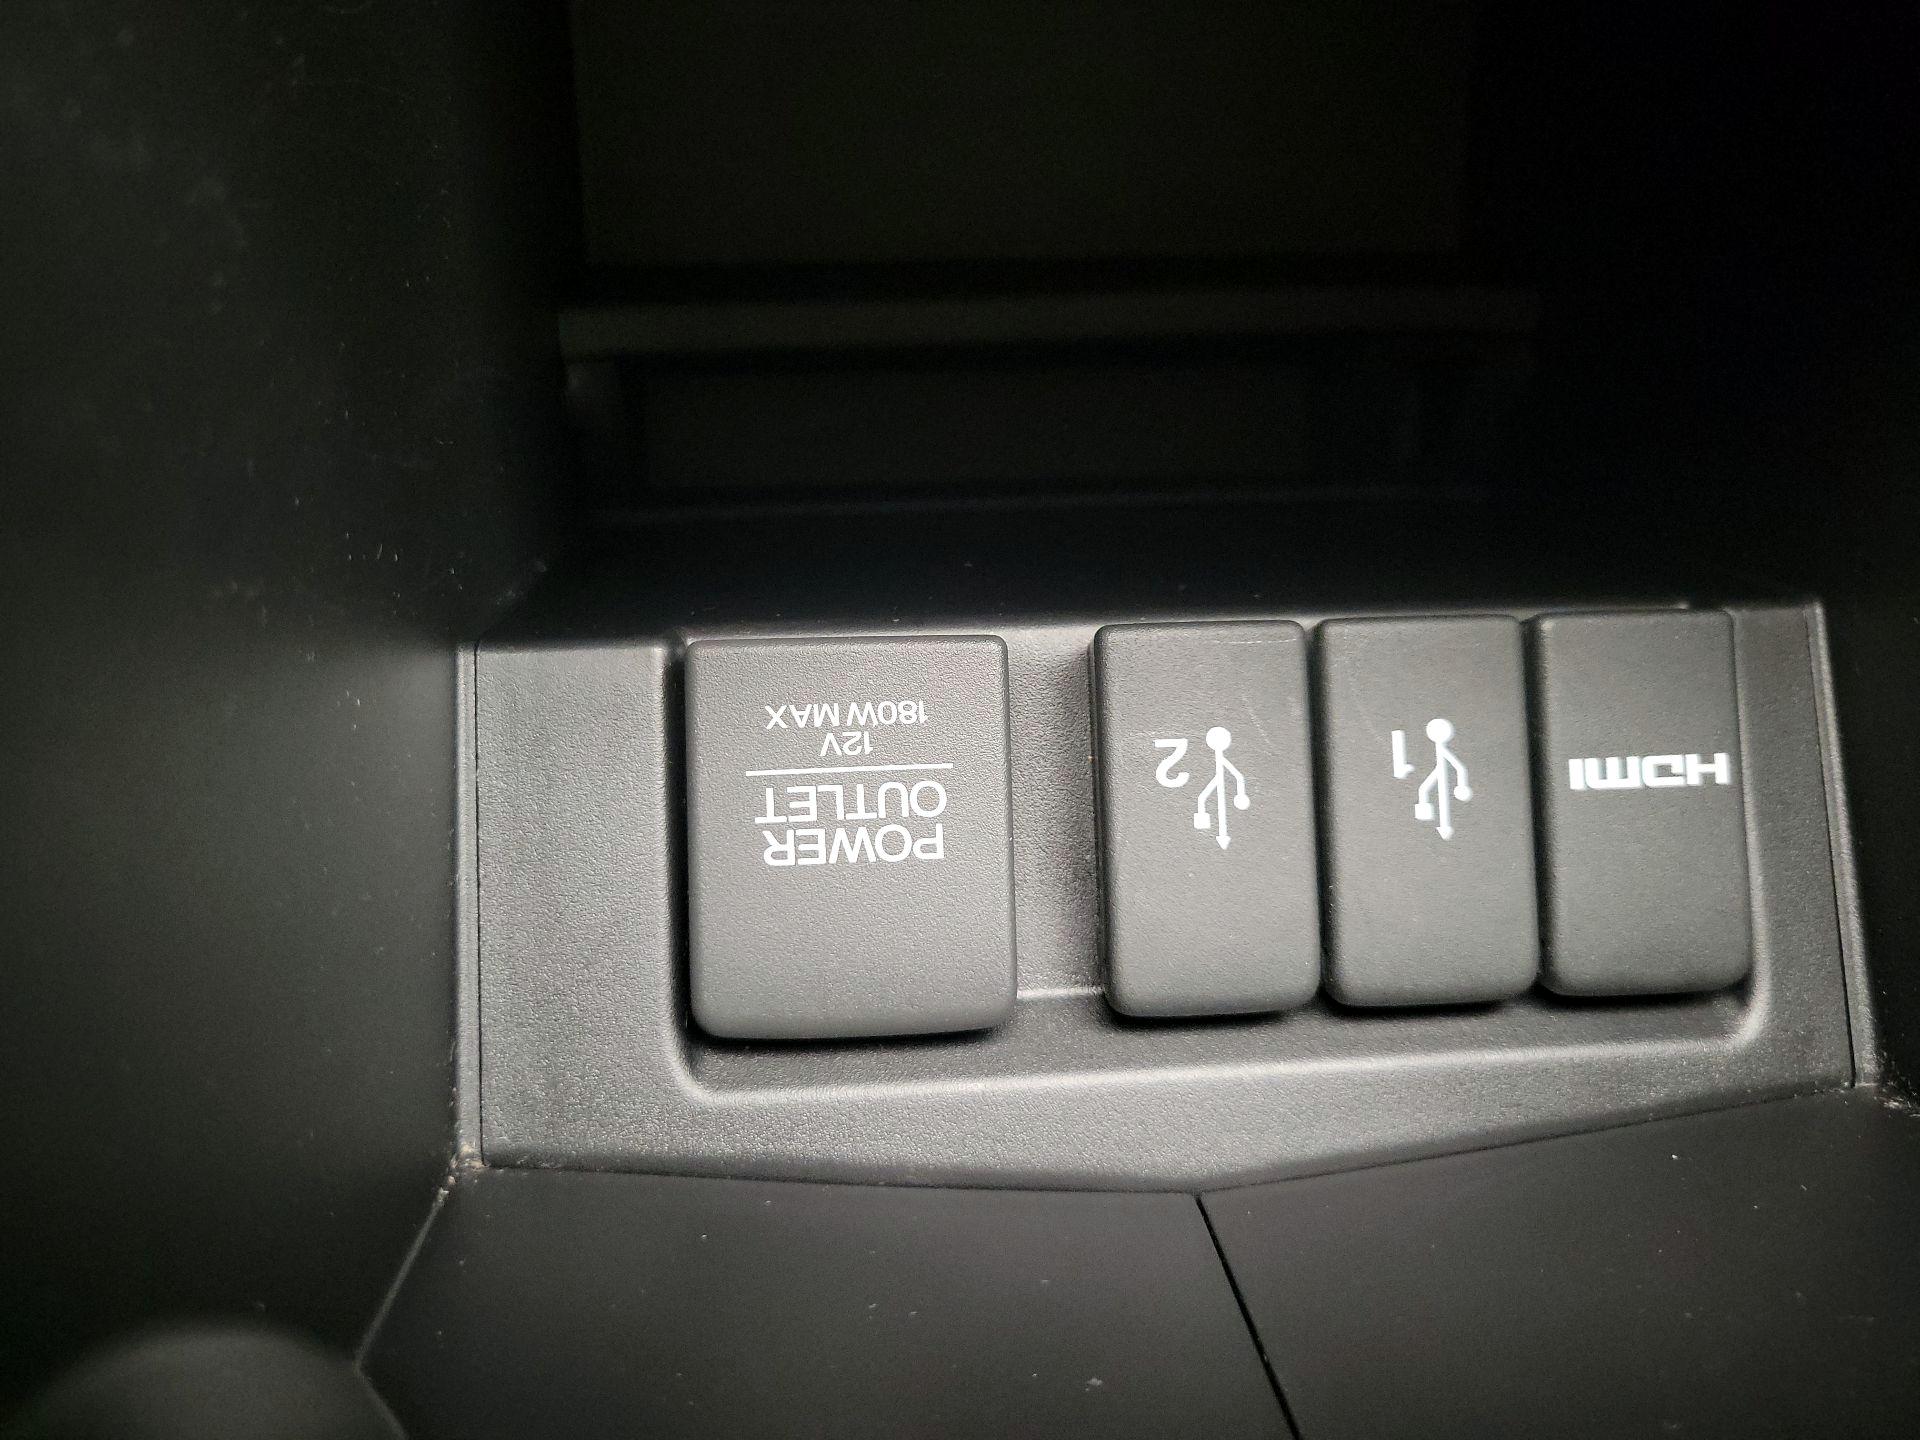 HDMI
1
2
POWER
OUTLET
12V
180W MAX